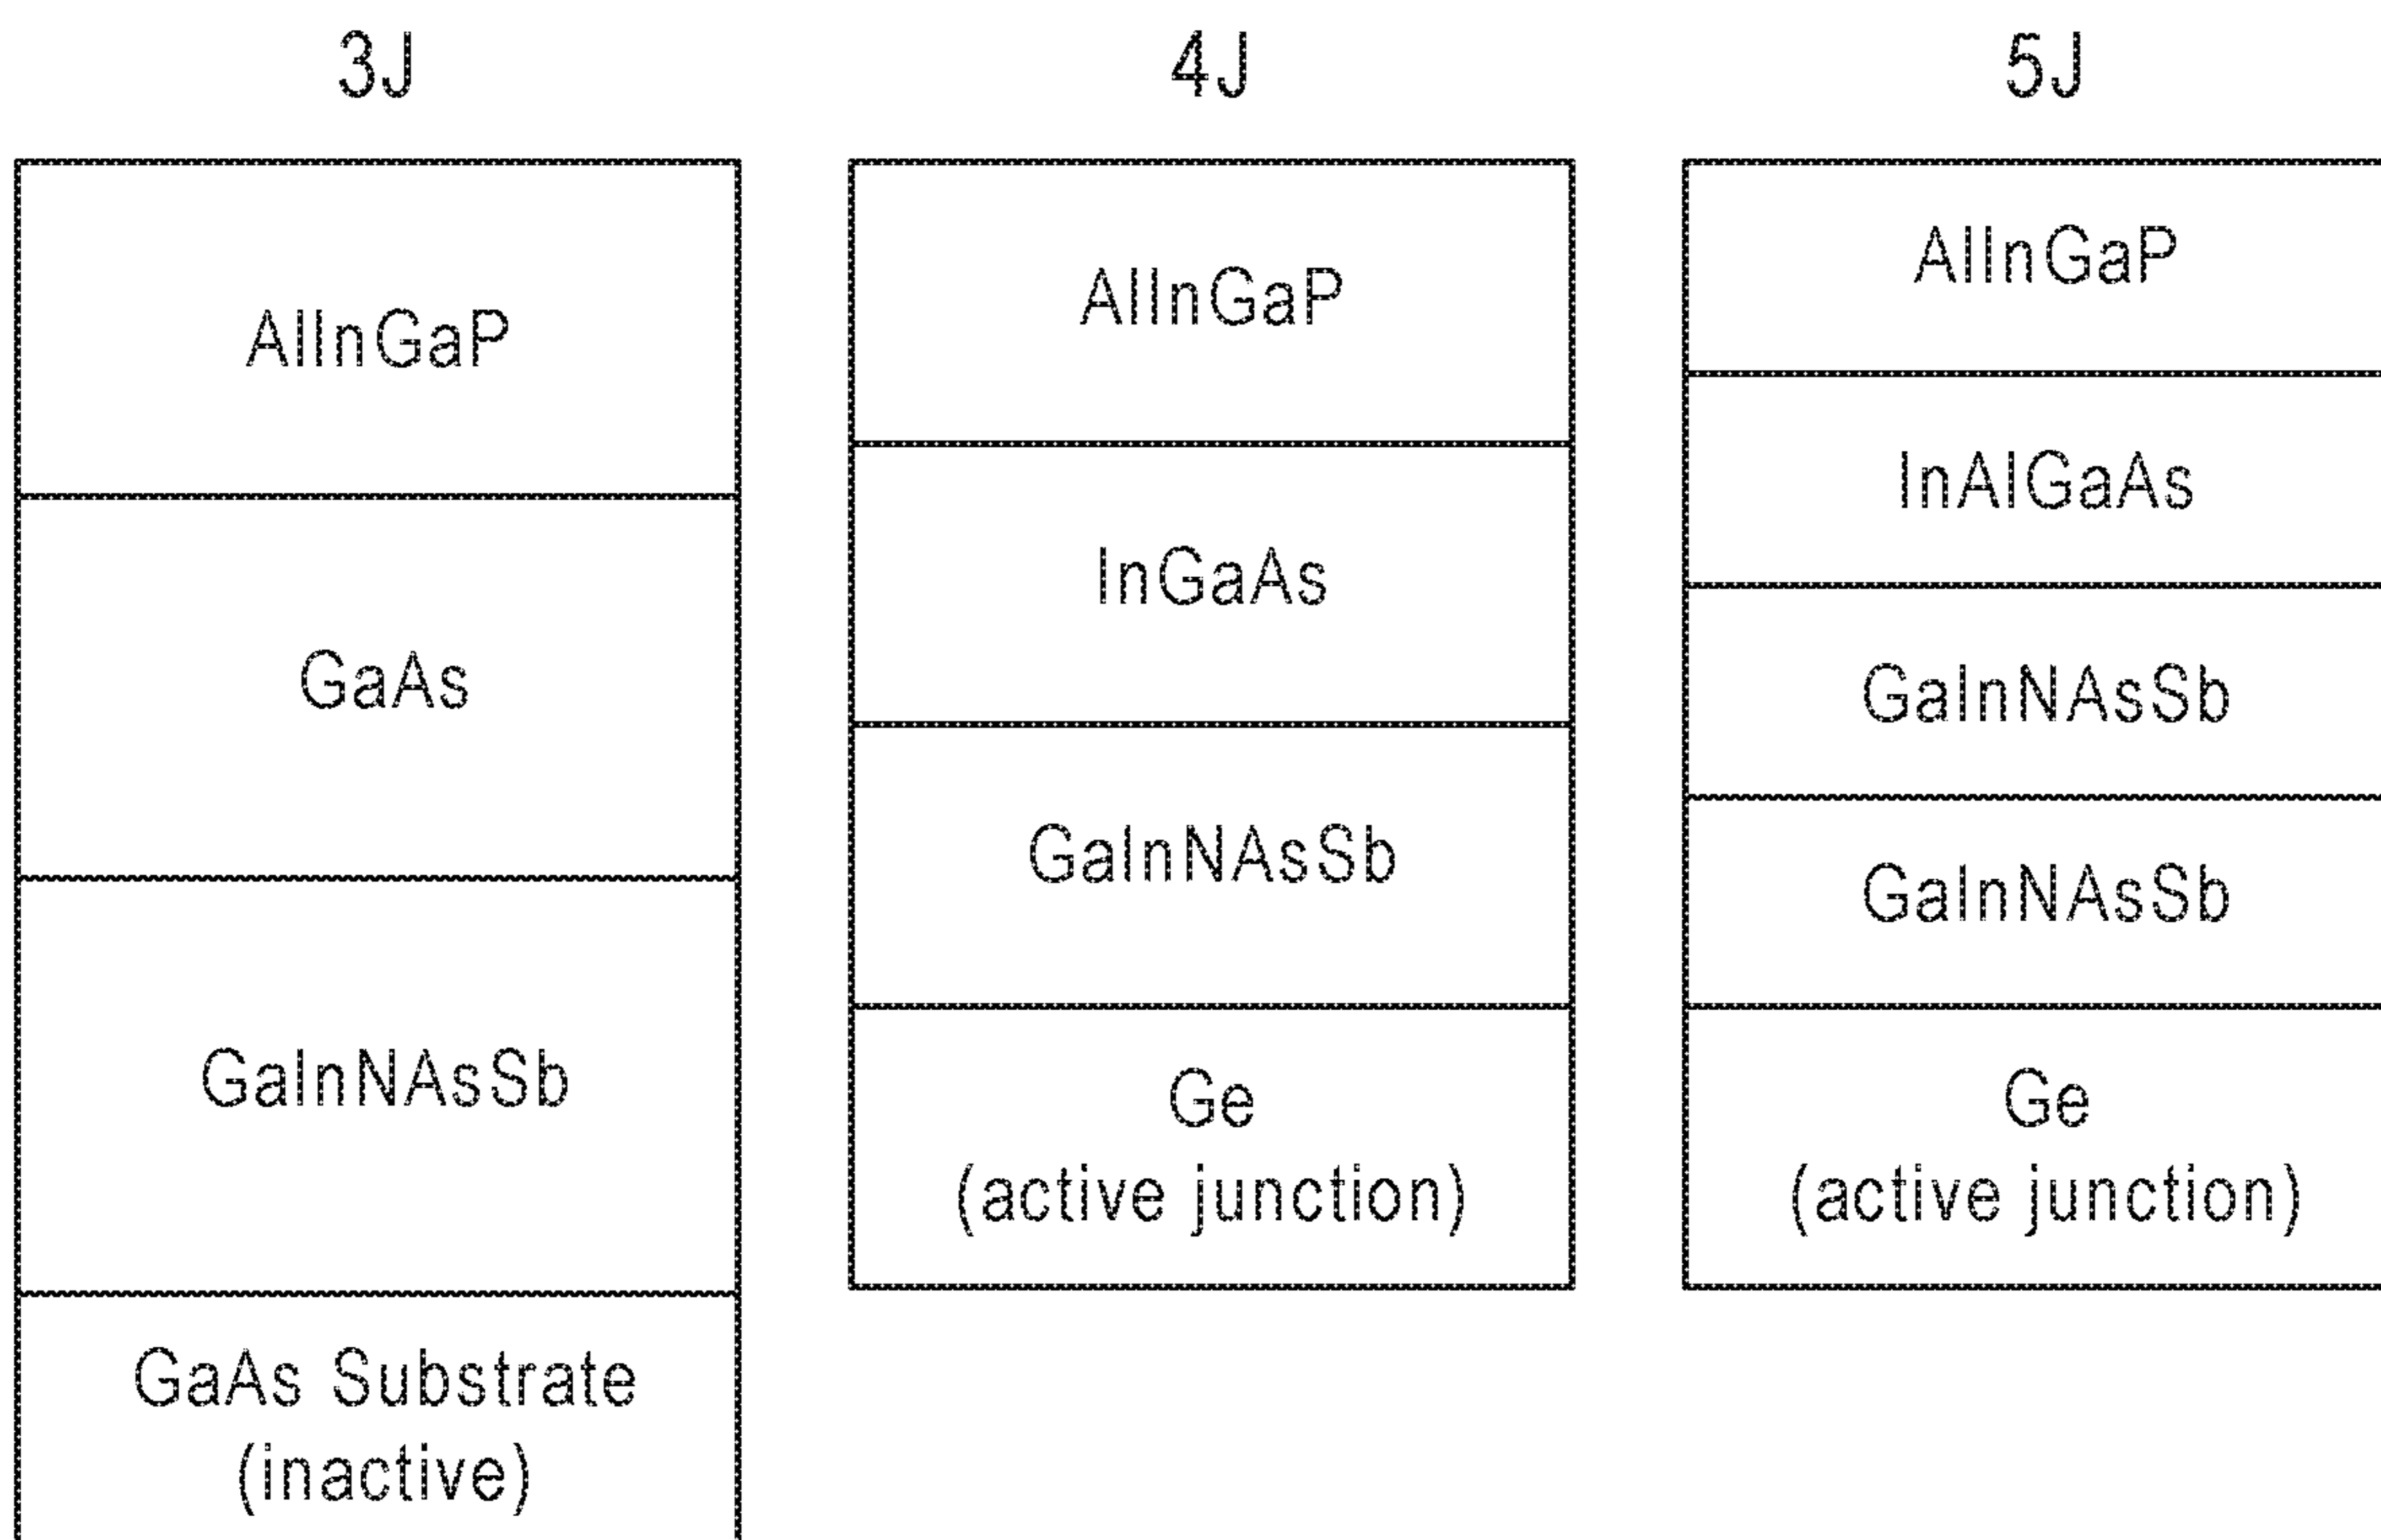 3J
AlInGaP
GaAs
GaInNAsSb
GaAs Substrate
(inactive)
4J
AlInGaP
InGaAs
GaInNAsSb
Ge
(active junction)
5J
AlInGaP
InAlGaAs
GaInNAsSb
GaInNAsSb
Ge
(active junction)